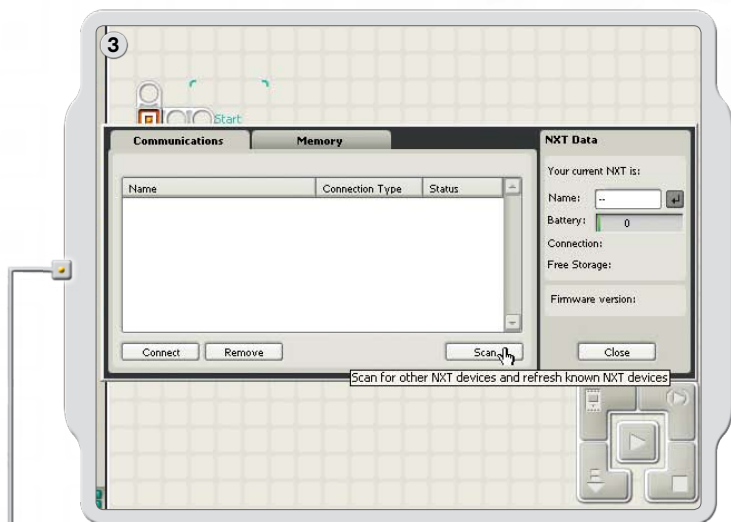 3
Start
Communications Memory
Name Connection Type Status
Connect Remove Scan
Scan for other NXT devices and refresh known NXT devices
NXT Data
Your current NXT is:
Name: --
Battery: 0
Connection:
Free Storage:
Firmware version:
Close